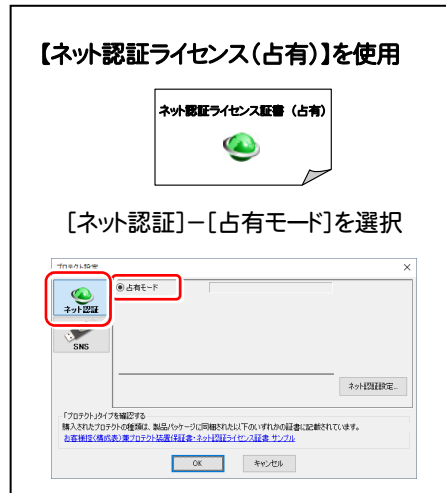 【ネット認証ライセンス（占有）】を使用
ネット認証ライセンス証書（占有）
［ネット認証］－［占有モード］を選択
プロテクト設定
占有モード
ネット認証
SNS
ネット認証設定...
「プロテクト」タイプを確認する
購入されたプロテクトの種類は、製品パッケージに同梱された以下のいずれかの証書に記載されています。
お客様控（構成表）兼プロテクト装置保証書・ネット認証ライセンス証書 サンプル
OK
キャンセル